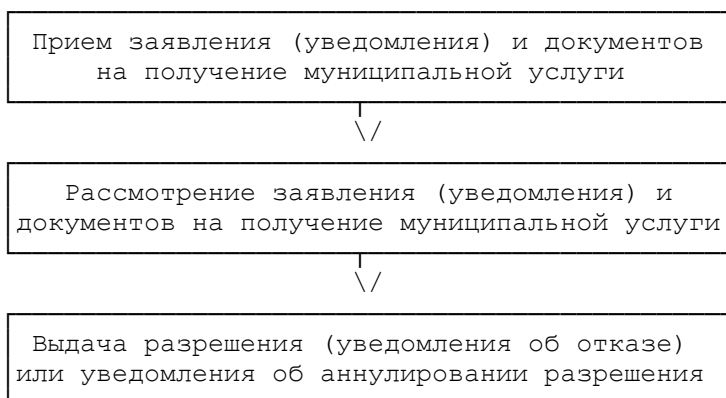 Прием заявления (уведомления) и документов
на получение муниципальной услуги
\/
Рассмотрение заявления (уведомления) и
документов на получение муниципальной услуги
\/
Выдача разрешения (уведомления об отказе)
или уведомления об аннулировании разрешения